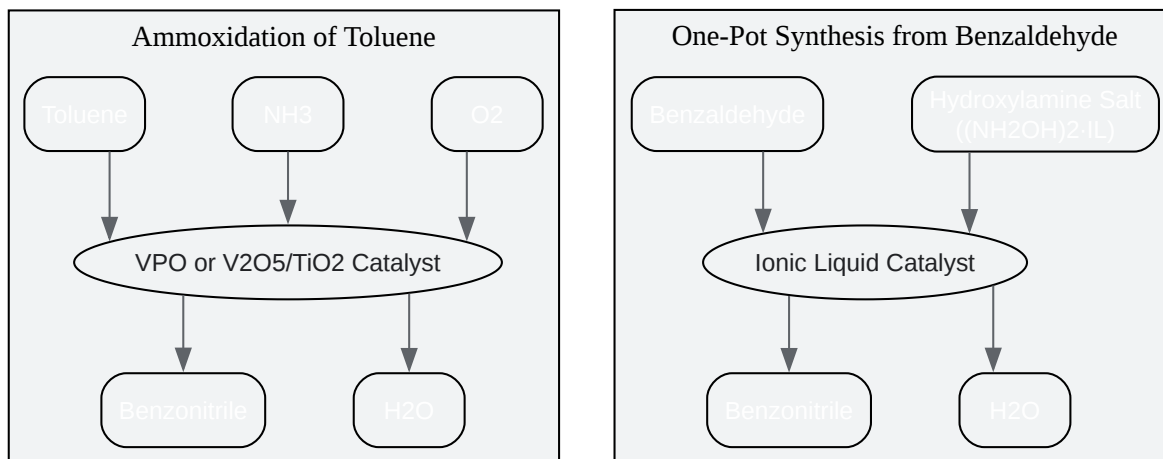 Ammoxidation of Toluene
Toluene
NH3
O2
VPO or V2O5/TiO2 Catalyst
Benzonitrile
H2O
One-Pot Synthesis from Benzaldehyde
Benzaldehyde
Hydroxylamine Salt
((NH2OH)2·IL)
Ionic Liquid Catalyst
Benzonitrile
H2O